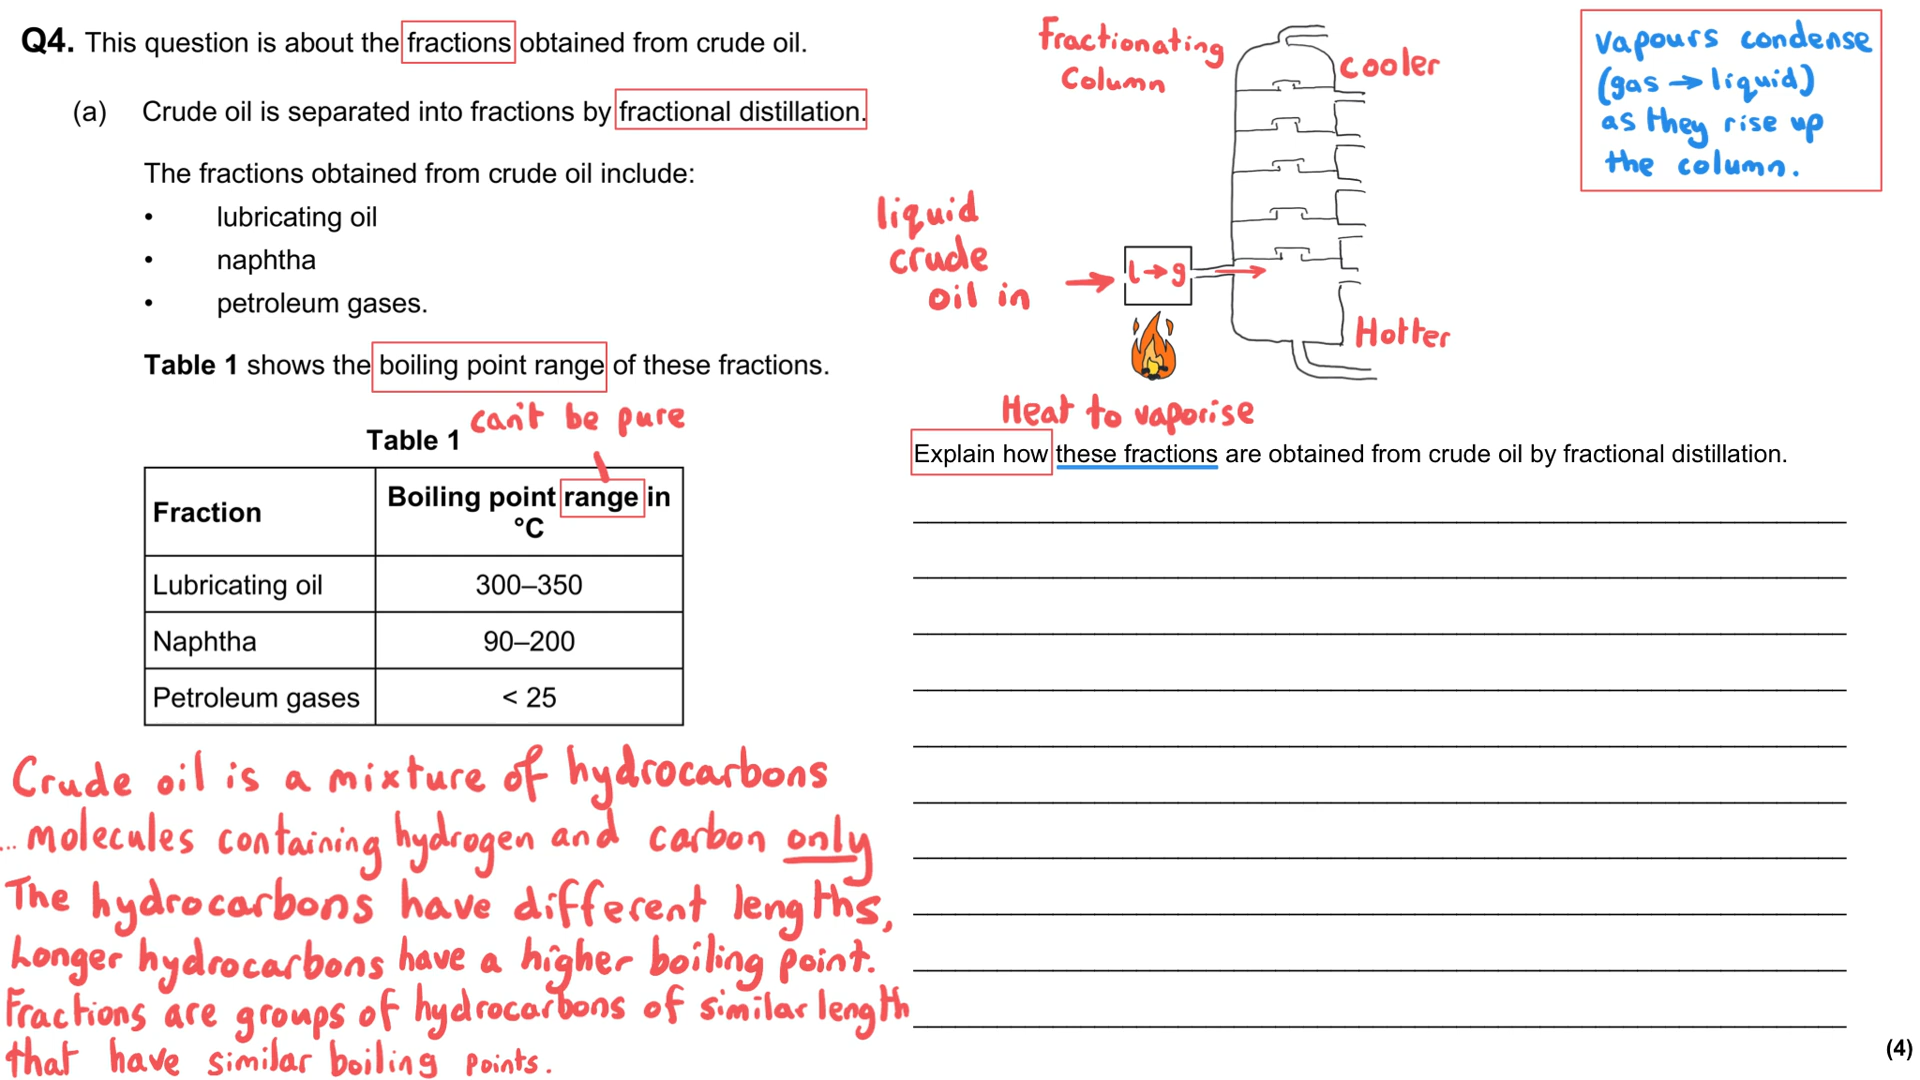 Q4. This question is about the fractions obtained from crude oil.
(a) Crude oil is separated into fractions by fractional distillation.
The fractions obtained from crude oil include:
• lubricating oil
• naphtha
• petroleum gases.
Table 1 shows the boiling point range of these fractions.
can't be pure
Table 1
Fraction
Boiling point range in
°C
Lubricating oil 300–350
Naphtha 90–200
Petroleum gases < 25
Crude oil is a mixture of hydrocarbons
... molecules containing hydrogen and carbon only
The hydrocarbons have different lengths,
Longer hydrocarbons have a higher boiling point.
Fractions are groups of hydrocarbons of similar length
that have similar boiling points.
Fractionating
Column
cooler
liquid
crude
oil in
l→g
Hotter
Heat to vaporise
vapours condense
(gas → liquid)
as they rise up
the column.
Explain how these fractions are obtained from crude oil by fractional distillation.
(4)